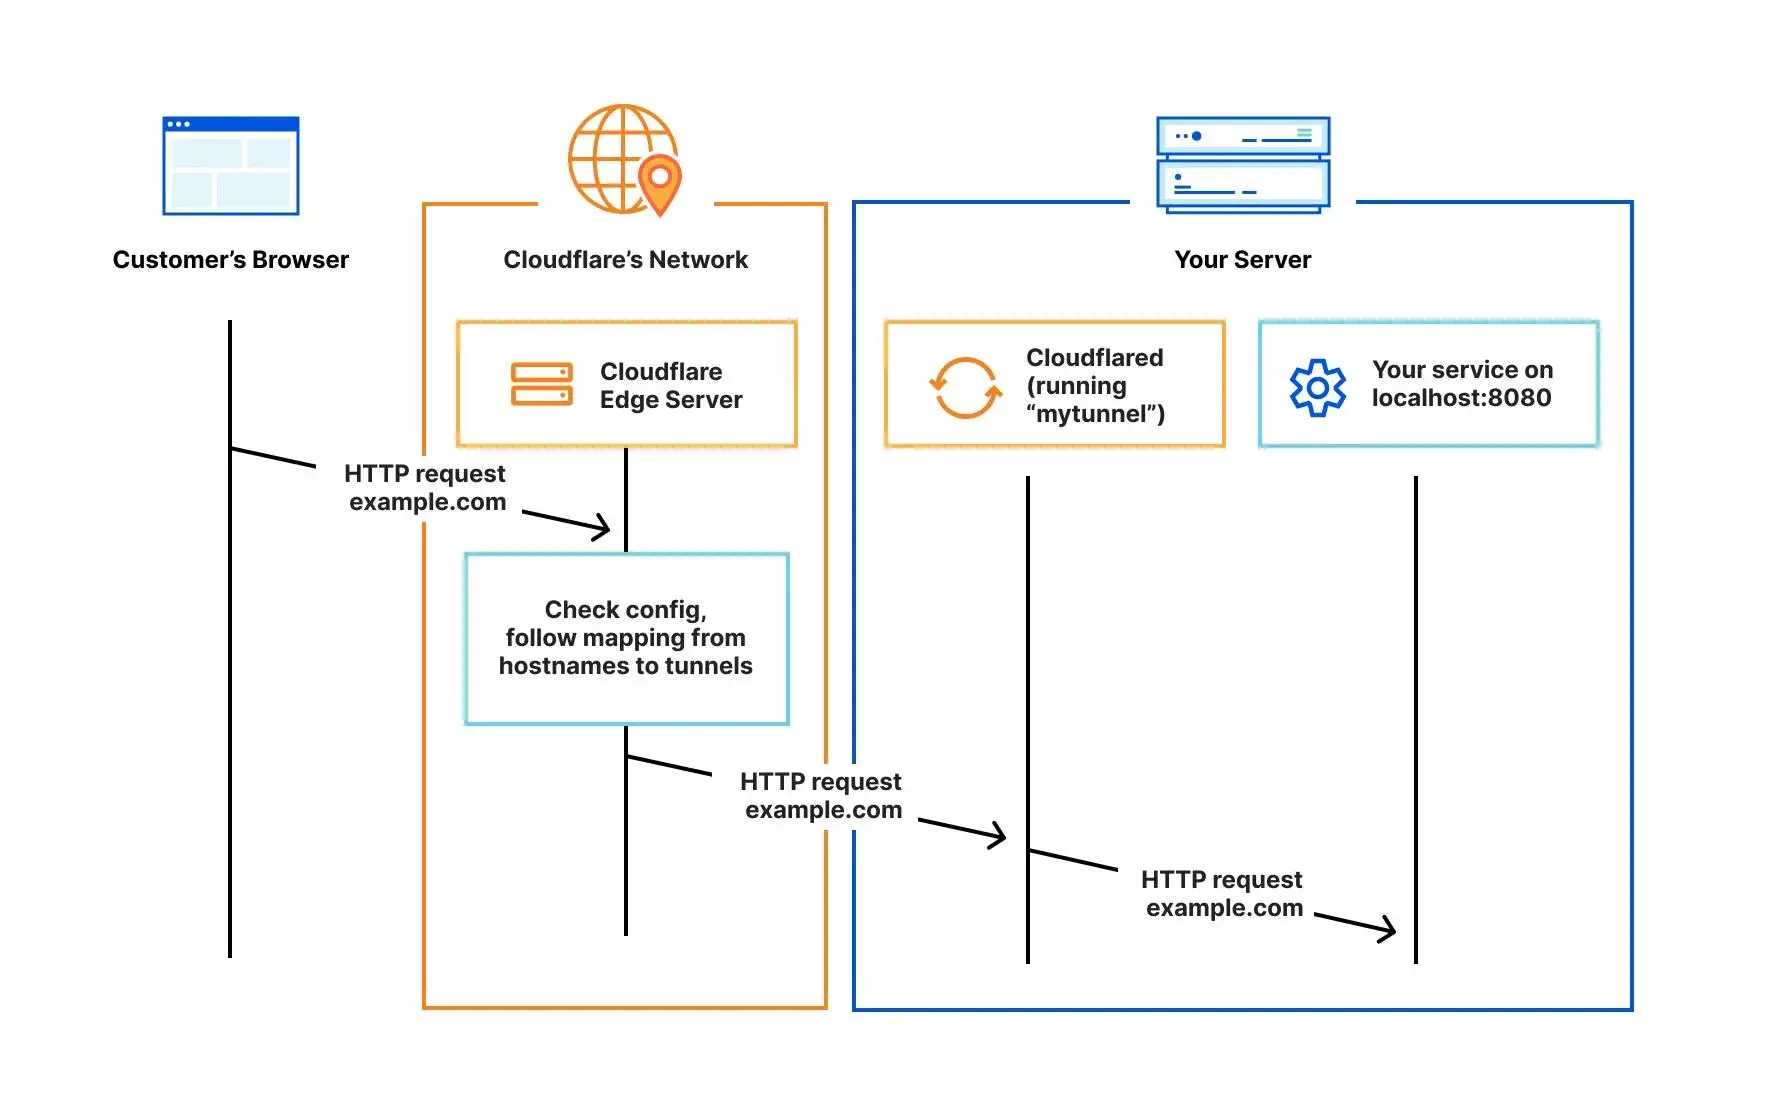 Customer’s Browser
Cloudflare’s Network
Your Server
Cloudflare
Edge Server
Cloudflared
(running
“mytunnel”)
Your service on
localhost:8080
HTTP request
example.com
Check config,
follow mapping from
hostnames to tunnels
HTTP request
example.com
HTTP request
example.com